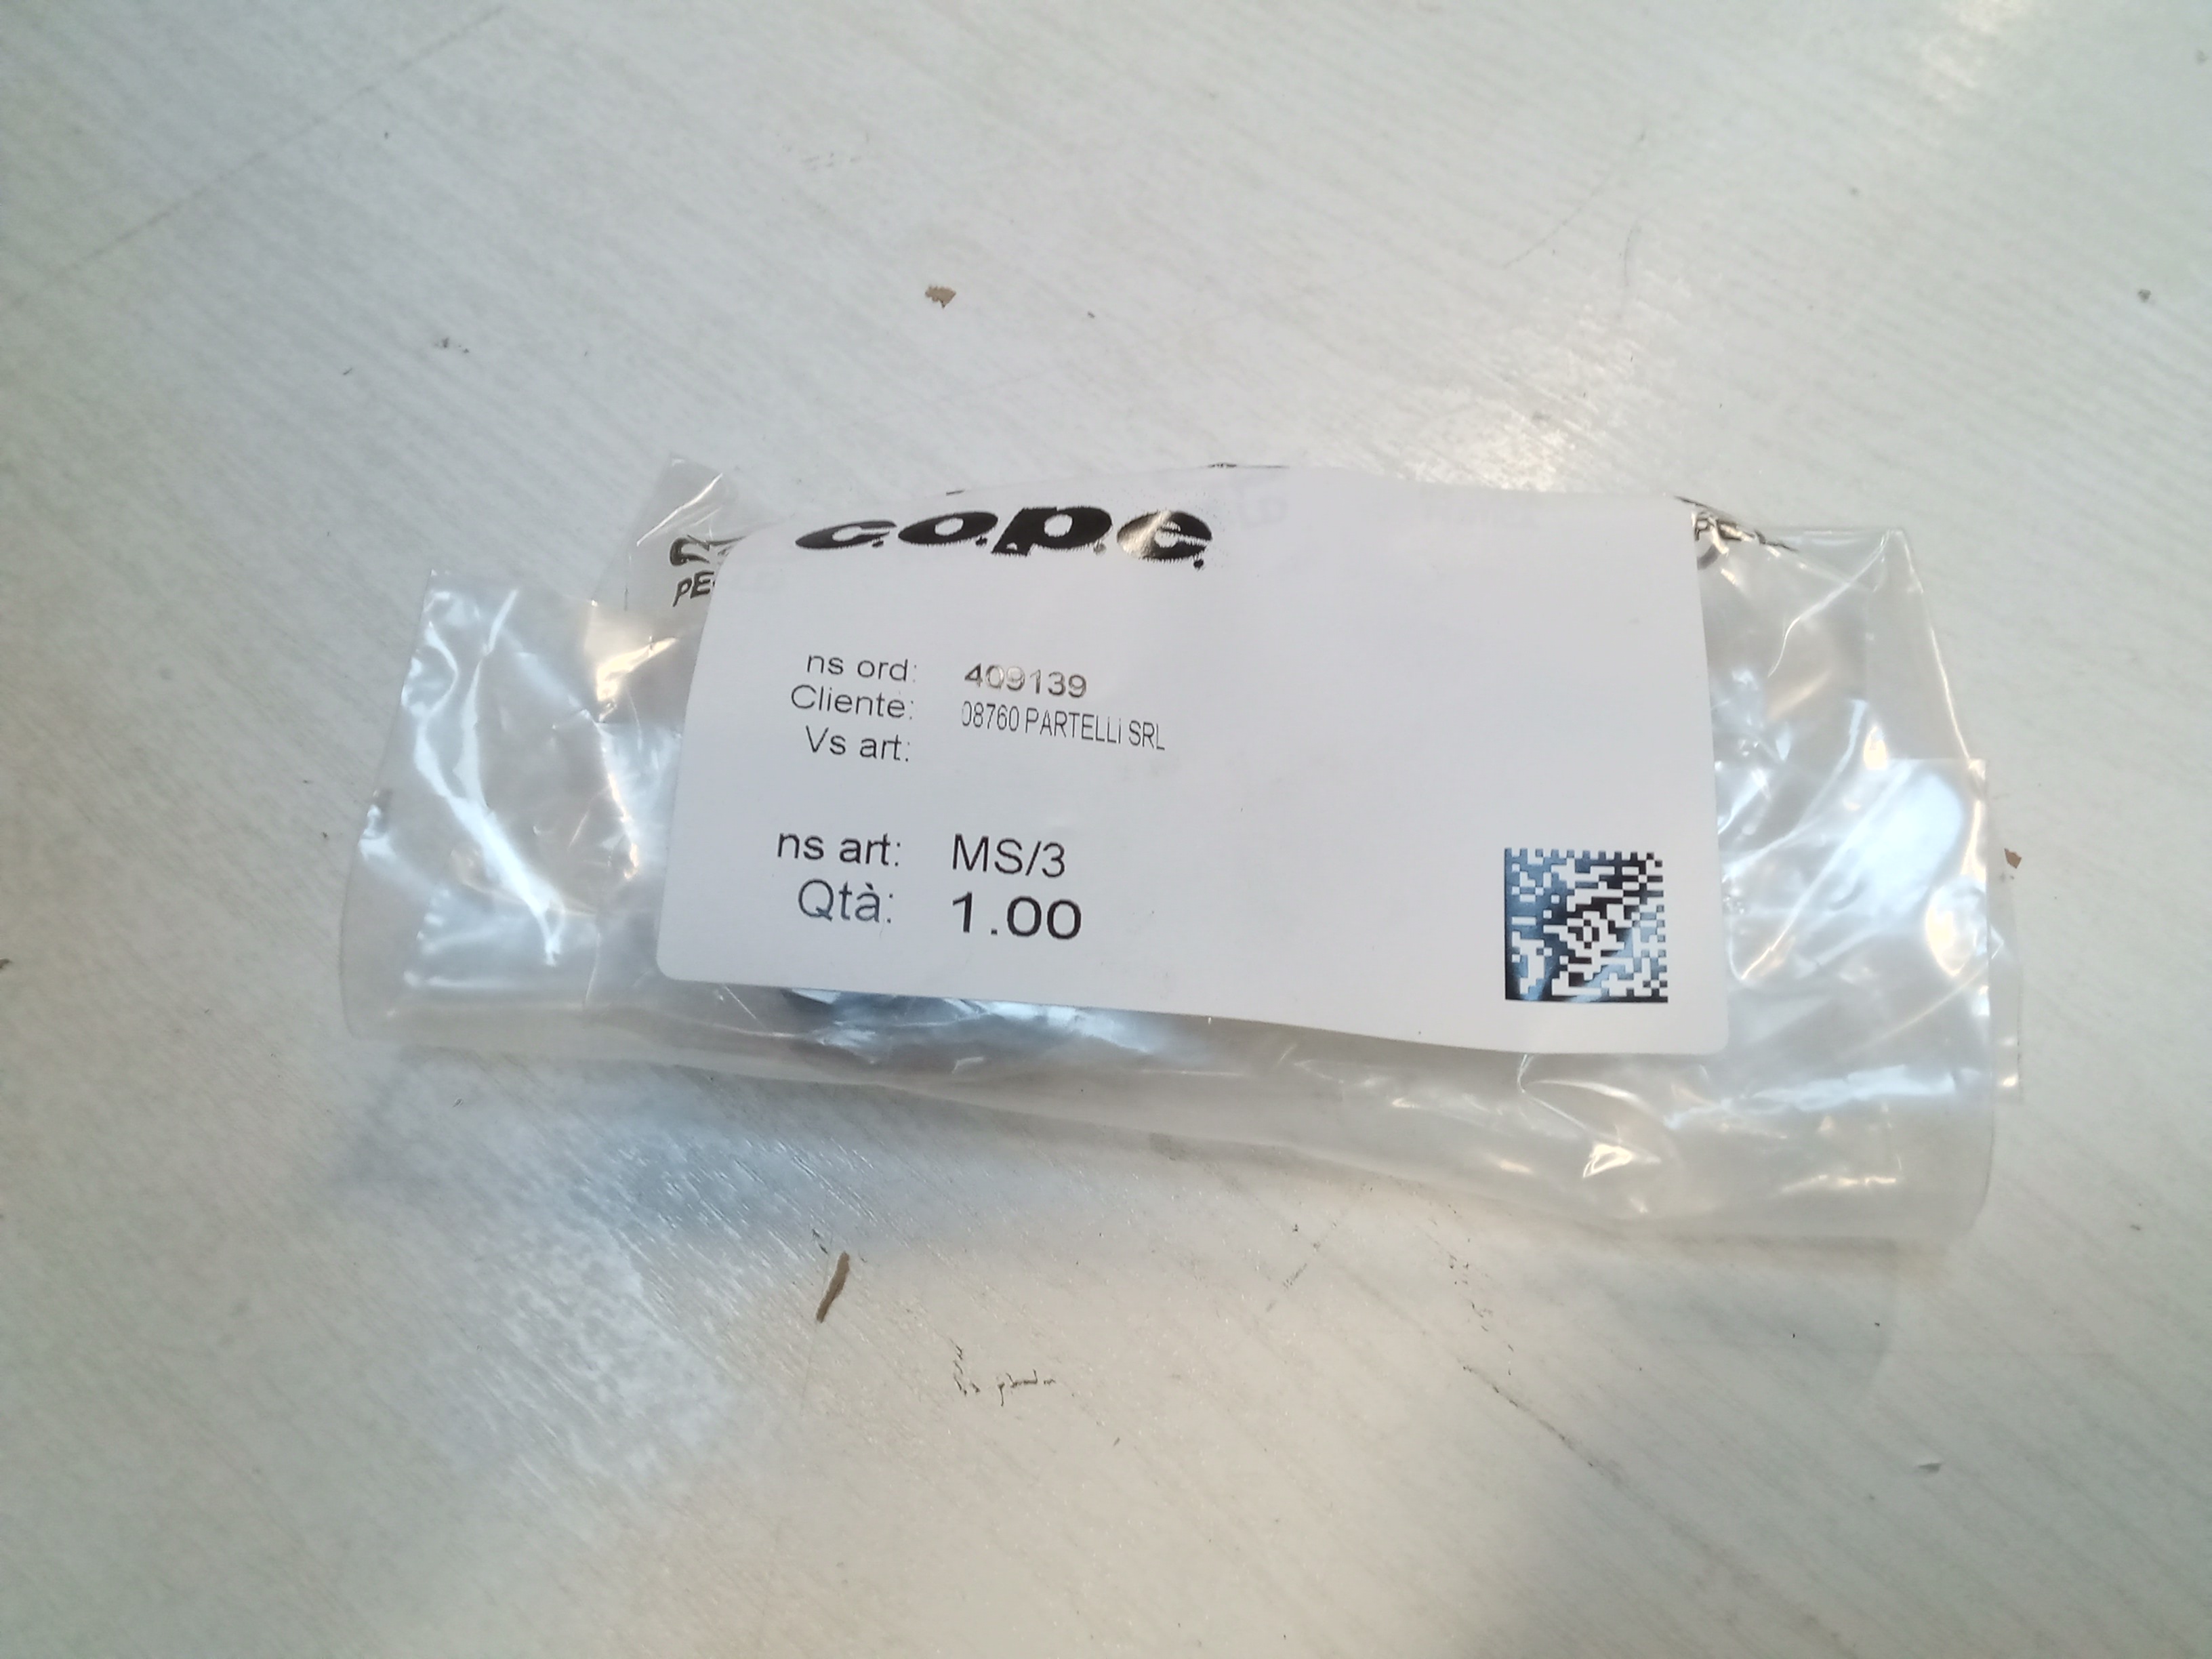 c.o.p.e.
ns ord: 409139
Cliente: 08760 PARTELLi SRL
Vs art:
ns art: MS/3
Qtà: 1.00